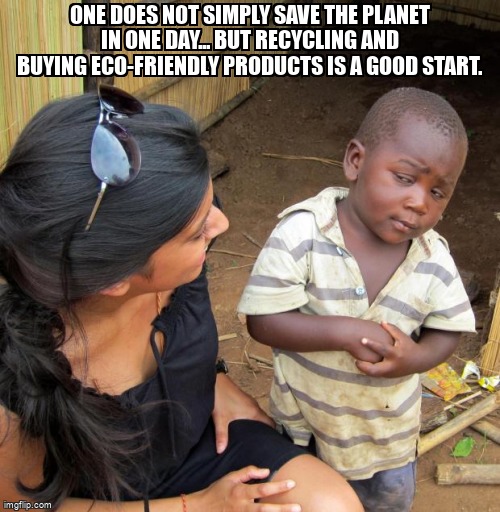 ONE DOES NOT SIMPLY SAVE THE PLANET
IN ONE DAY... BUT RECYCLING AND
BUYING ECO-FRIENDLY PRODUCTS IS A GOOD START.
imgflip.com